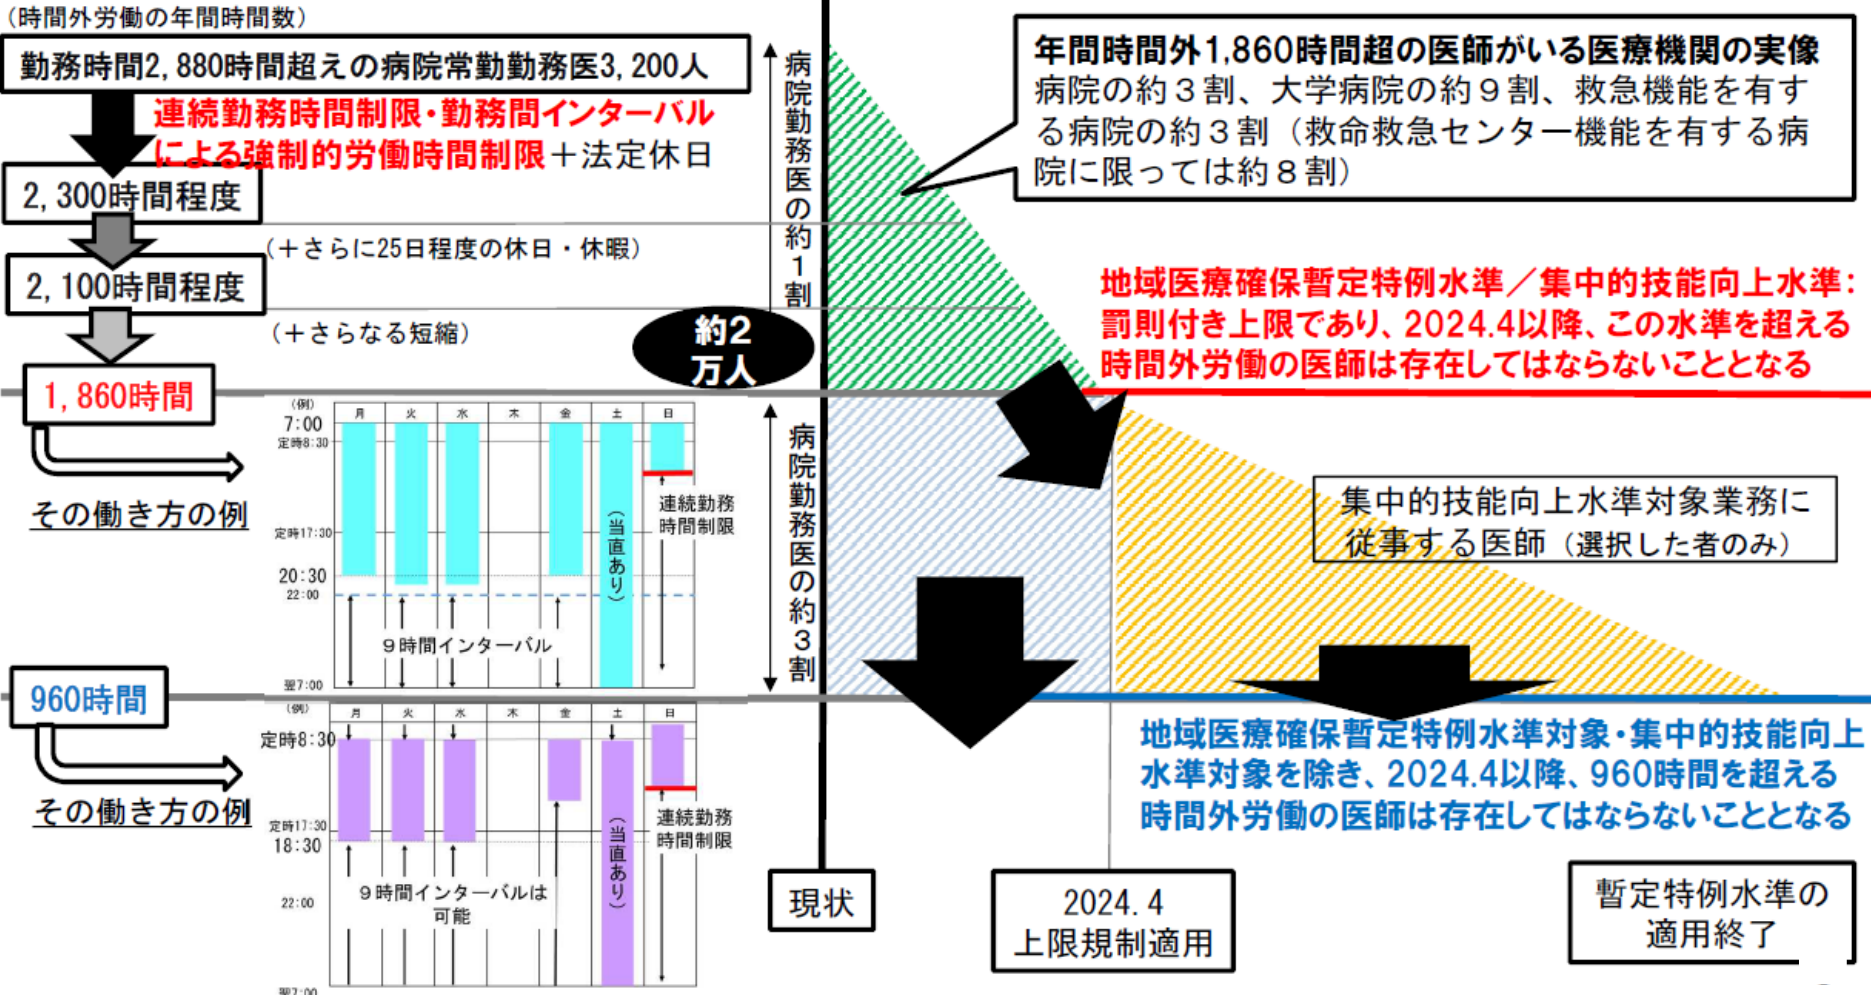 (時間外労働の年間時間数)
勤務時間2,880時間超えの病院常勤勤務医3,200人
連続勤務時間制限・勤務間インターバル
による強制的労働時間制限＋法定休日
2,300時間程度
(＋さらに25日程度の休日・休暇)
2,100時間程度
(＋さらなる短縮)
1,860時間
その働き方の例
960時間
その働き方の例
病院勤務医の約1割
約2
万人
病院勤務医の約3割
(例)
月 火 水 木 金 土 日
7:00
定時8:30
定時17:30
20:30
22:00
翌7:00
9時間インターバル
(当直あり)
連続勤務
時間制限
(例)
月 火 水 木 金 土 日
定時8:30
定時17:30
18:30
22:00
翌7:00
9時間インターバルは
可能
(当直あり)
連続勤務
時間制限
年間時間外1,860時間超の医師がいる医療機関の実像
病院の約3割、大学病院の約9割、救急機能を有す
る病院の約3割（救命救急センター機能を有する病
院に限っては約8割）
地域医療確保暫定特例水準／集中的技能向上水準：
罰則付き上限であり、2024.4以降、この水準を超える
時間外労働の医師は存在してはならないこととなる
集中的技能向上水準対象業務に
従事する医師（選択した者のみ）
地域医療確保暫定特例水準対象・集中的技能向上
水準対象を除き、2024.4以降、960時間を超える
時間外労働の医師は存在してはならないこととなる
現状
2024.4
上限規制適用
暫定特例水準の
適用終了